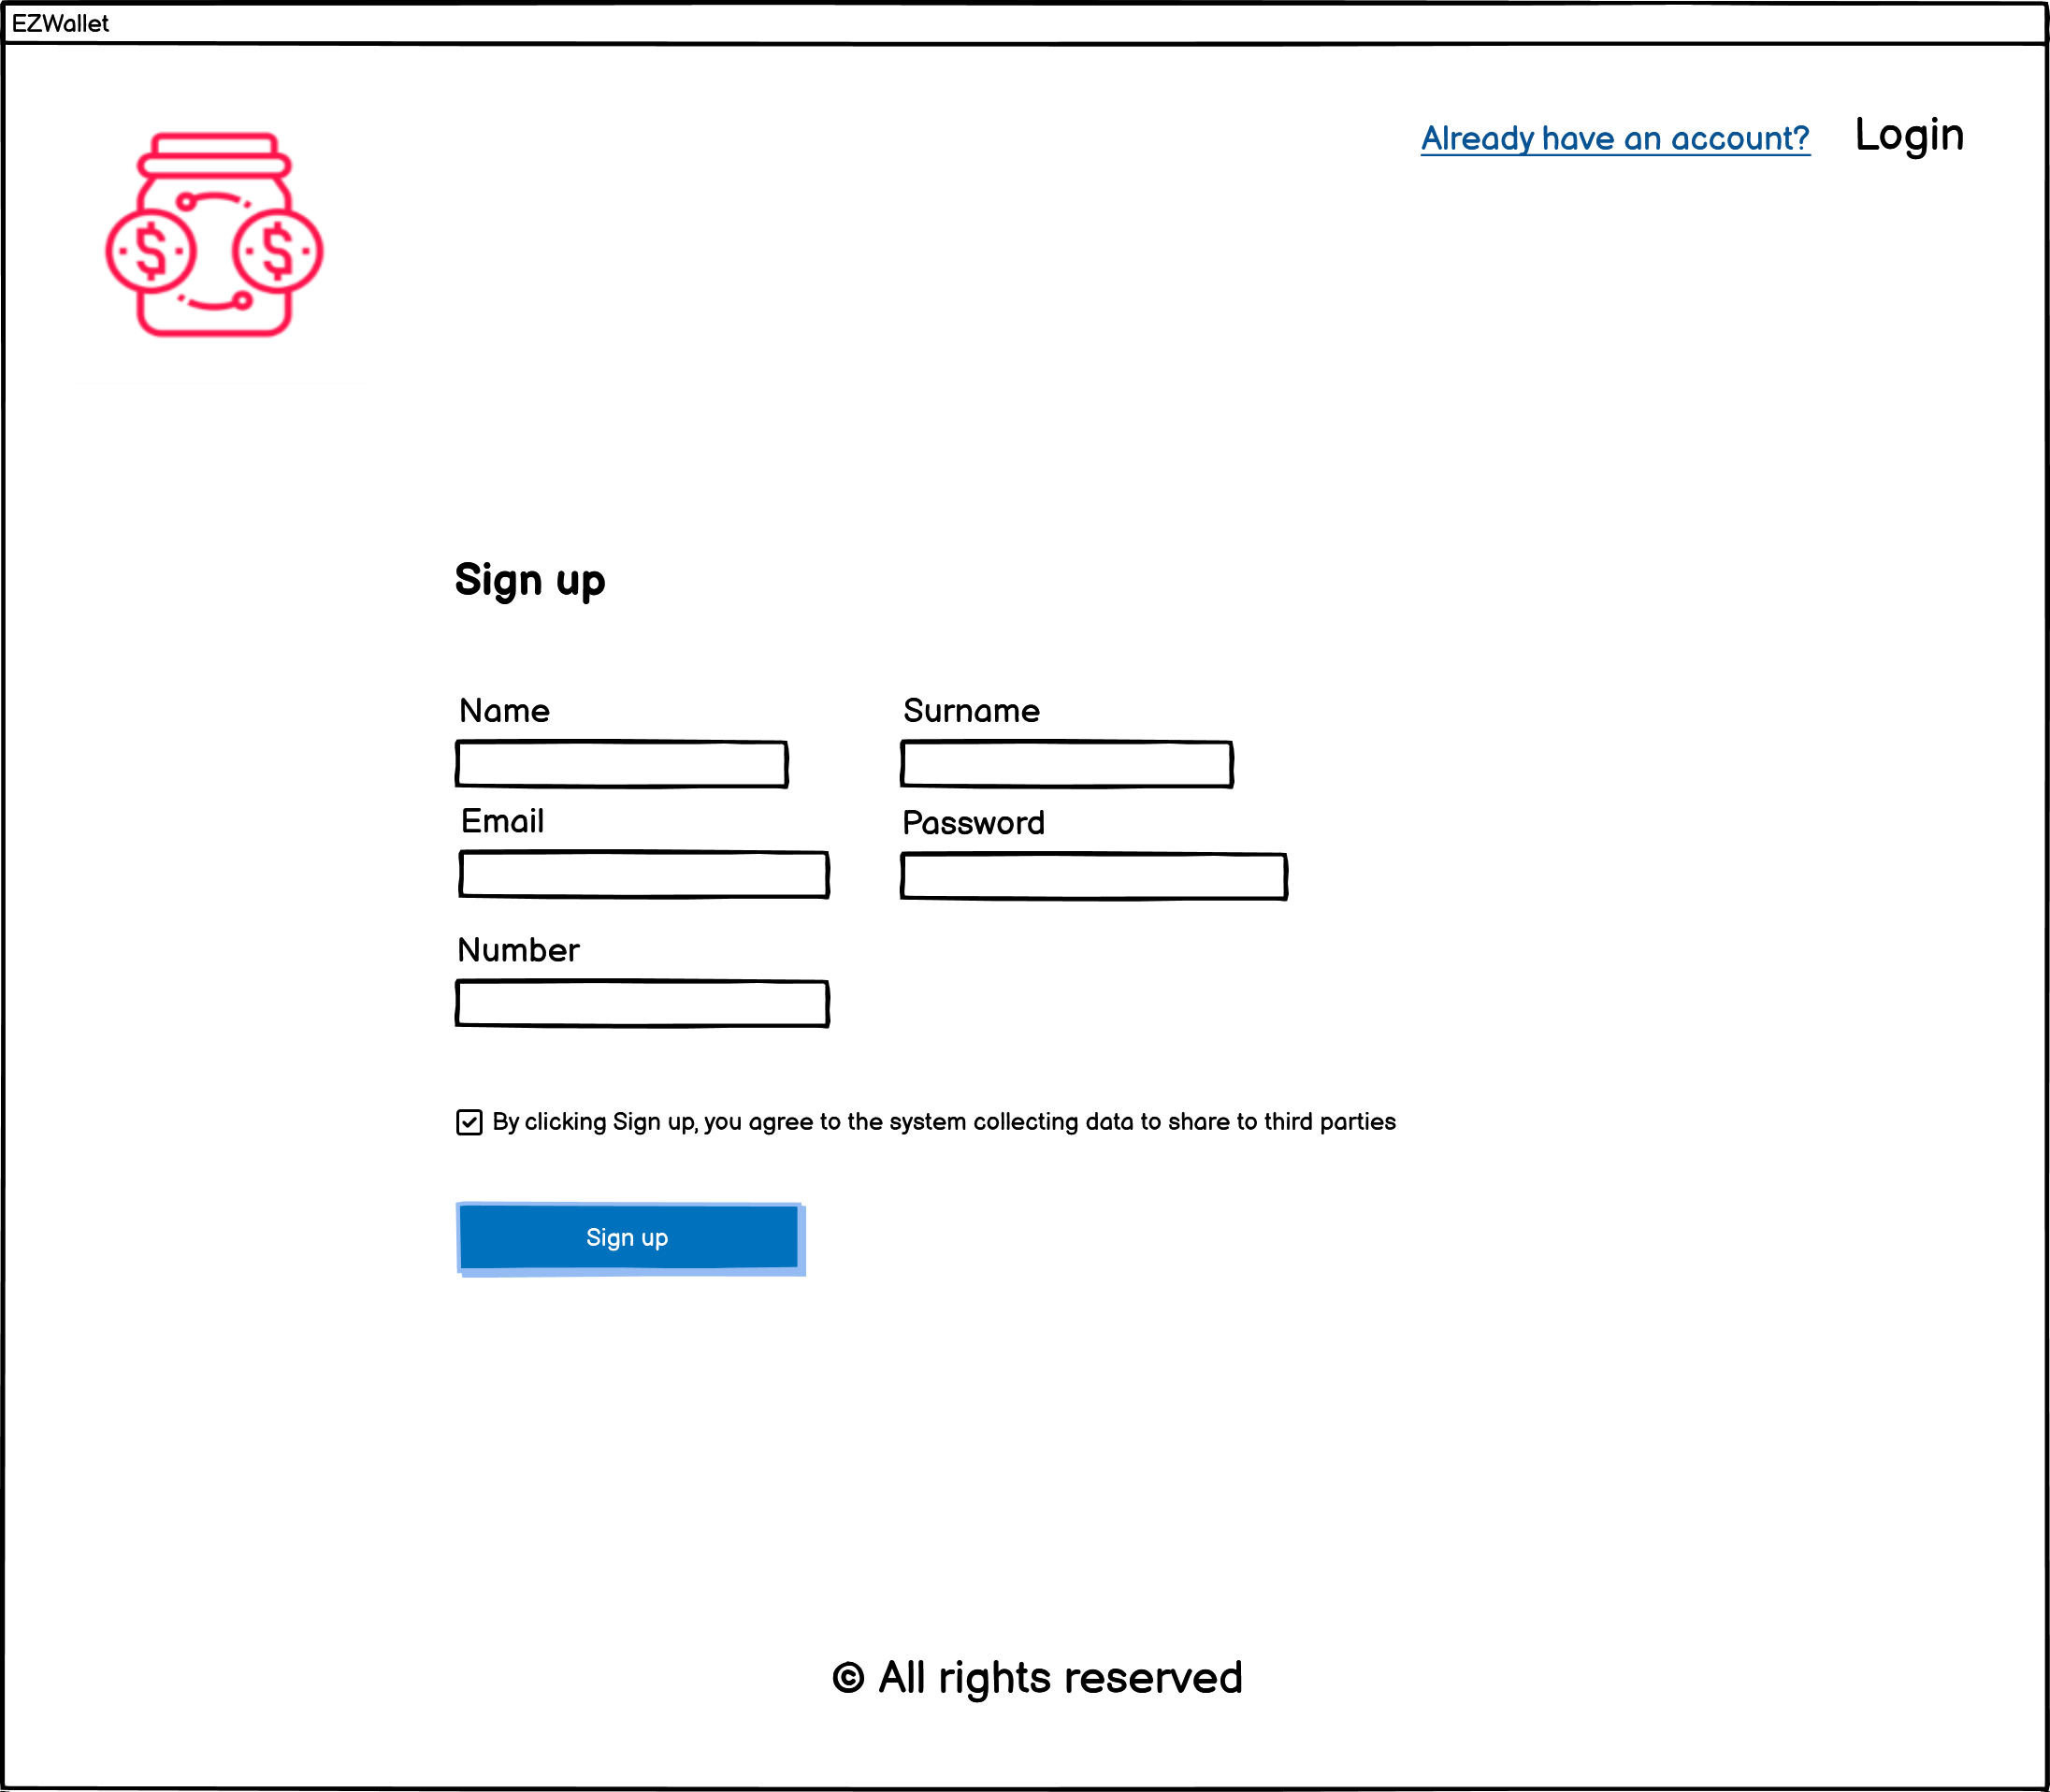 EZWallet
Already have an account? Login
$ $
Sign up
Name Surname
Email Password
Number
By clicking Sign up, you agree to the system collecting data to share to third parties
Sign up
© All rights reserved